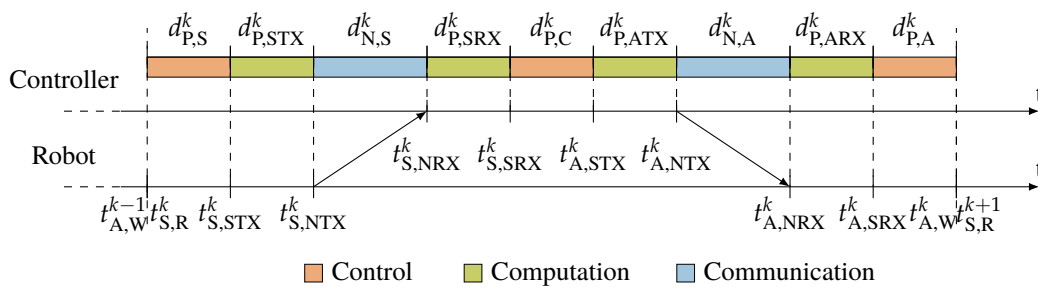 d^k_{P,S} d^k_{P,STX} d^k_{N,S} d^k_{P,SRX} d^k_{P,C} d^k_{P,ATX} d^k_{N,A} d^k_{P,ARX} d^k_{P,A}
Controller
t
t^k_{S,NRX} t^k_{S,SRX} t^k_{A,STX} t^k_{A,NTX}
Robot
t
t^{k−1}_{A,W} t^k_{S,R} t^k_{S,STX} t^k_{S,NTX} t^k_{A,NRX} t^k_{A,SRX} t^k_{A,W} t^{k+1}_{S,R}
Control Computation Communication